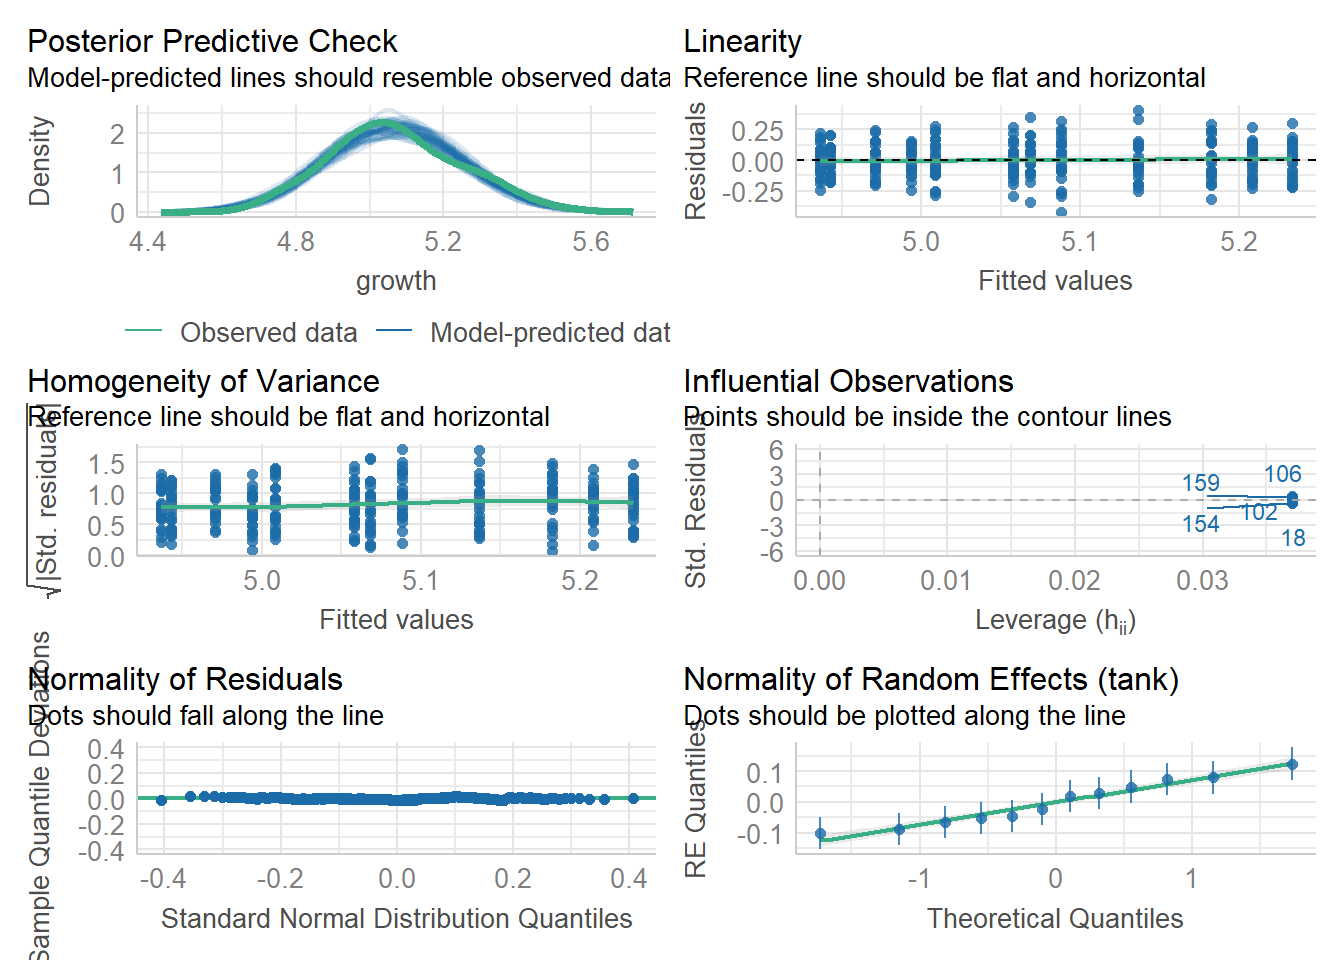 Posterior Predictive Check
Model-predicted lines should resemble observed data
Density
2
1
0
4.4 4.8 5.2 5.6
growth
Observed data Model-predicted dat
Linearity
Reference line should be flat and horizontal
Residuals
0.25
0.00
-0.25
5.0 5.1 5.2
Fitted values
Homogeneity of Variance
Reference line should be flat and horizontal
√|Std. residuals|
1.5
1.0
0.5
0.0
5.0 5.1 5.2
Fitted values
Influential Observations
Points should be inside the contour lines
Std. Residuals
6
3
0
-3
-6
159
106
154
102
18
0.00 0.01 0.02 0.03
Leverage (hii)
Normality of Residuals
Dots should fall along the line
Sample Quantile Deviations
0.4
0.2
0.0
-0.2
-0.4
-0.4 -0.2 0.0 0.2 0.4
Standard Normal Distribution Quantiles
Normality of Random Effects (tank)
Dots should be plotted along the line
RE Quantiles
0.1
0.0
-0.1
-1 0 1
Theoretical Quantiles